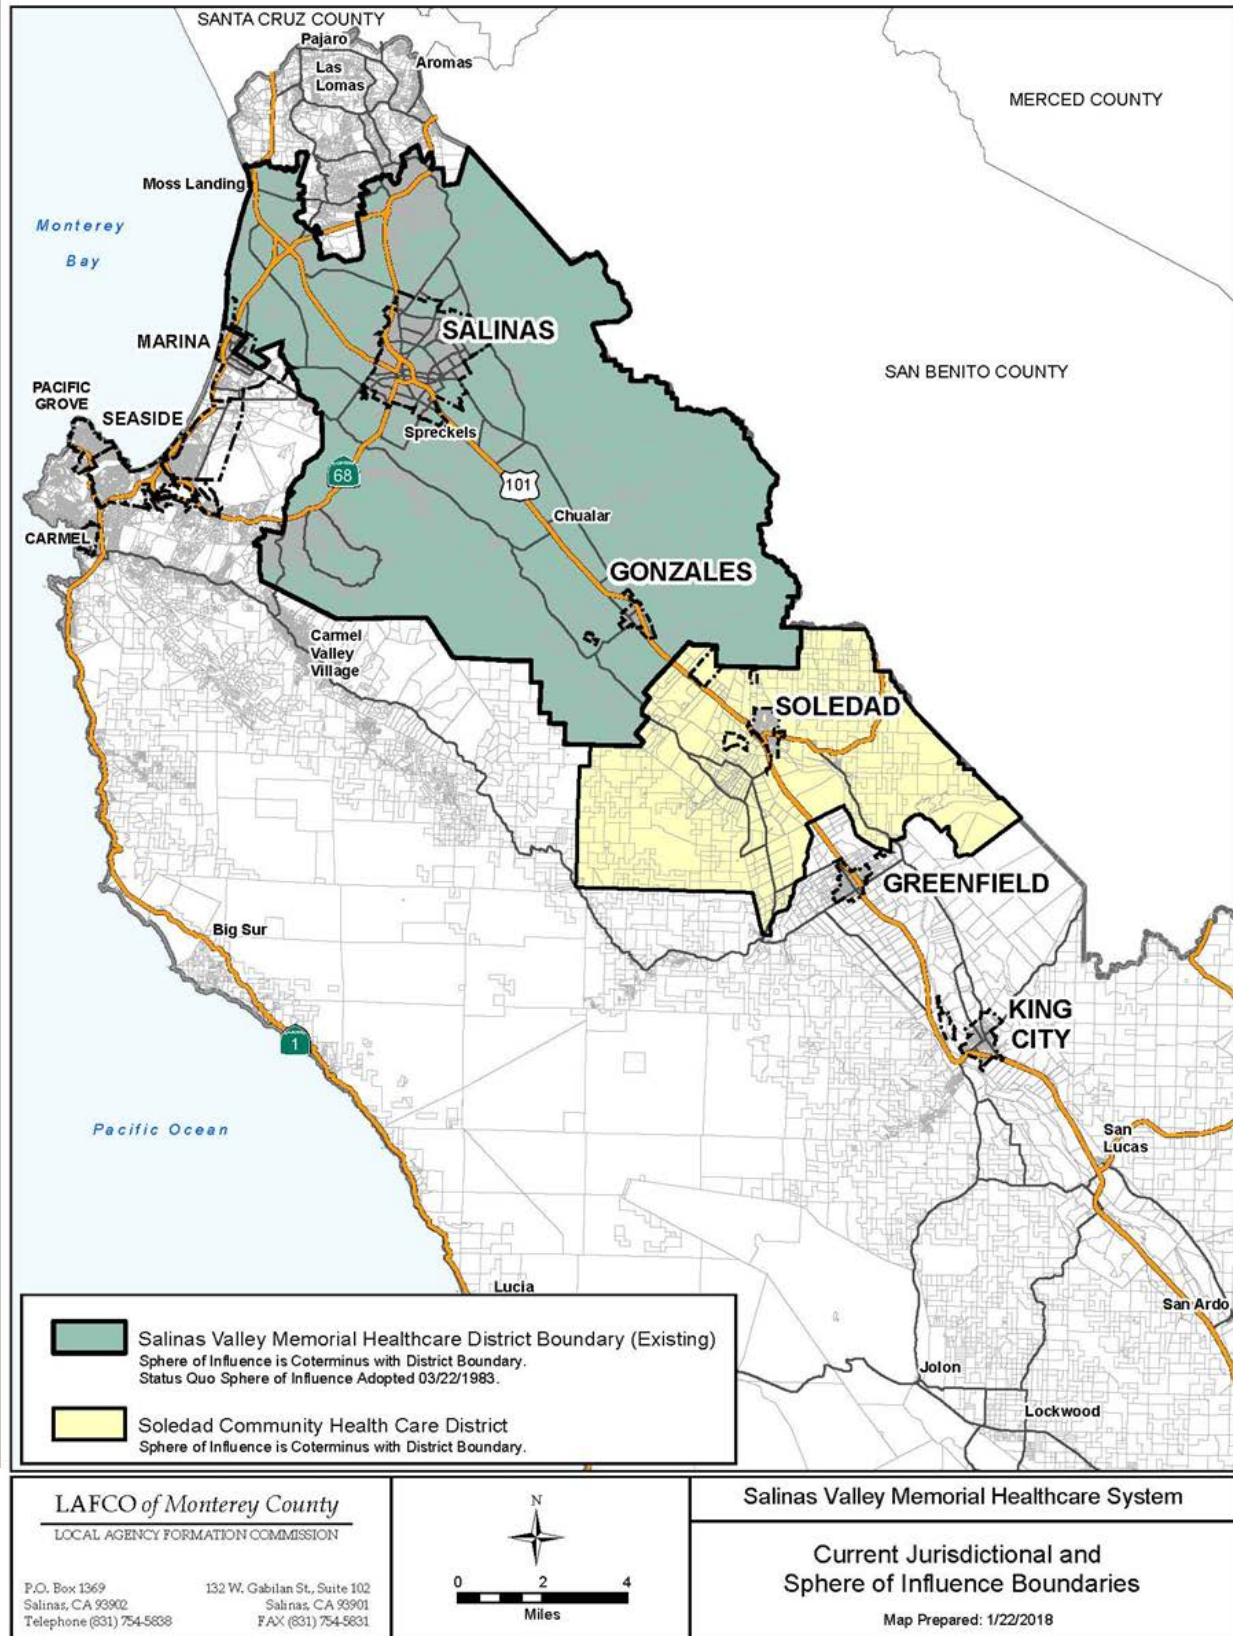 SANTA CRUZ COUNTY
Pajaro
Las
Lomas
Aromas
MERCED COUNTY
Moss Landing
Monterey
Bay
SALINAS
MARINA
SAN BENITO COUNTY
PACIFIC
GROVE
SEASIDE
Spreckels
68
101
Chualar
CARMEL
GONZALES
Carmel
Valley
Village
SOLEDAD
GREENFIELD
Big Sur
KING
CITY
1
Pacific Ocean
San
Lucas
Lucia
San Ardo
Jolon
Lockwood
Salinas Valley Memorial Healthcare District Boundary (Existing)
Sphere of Influence is Coterminus with District Boundary.
Status Quo Sphere of Influence Adopted 03/22/1983.
Soledad Community Health Care District
Sphere of Influence is Coterminus with District Boundary.
LAFCO of Monterey County
LOCAL AGENCY FORMATION COMMISSION
P.O. Box 1369
Salinas, CA 93902
Telephone (831) 754-5838
132 W. Gabilan St., Suite 102
Salinas, CA 93901
FAX (831) 754-5831
N
0 2 4
Miles
Salinas Valley Memorial Healthcare System
Current Jurisdictional and
Sphere of Influence Boundaries
Map Prepared: 1/22/2018